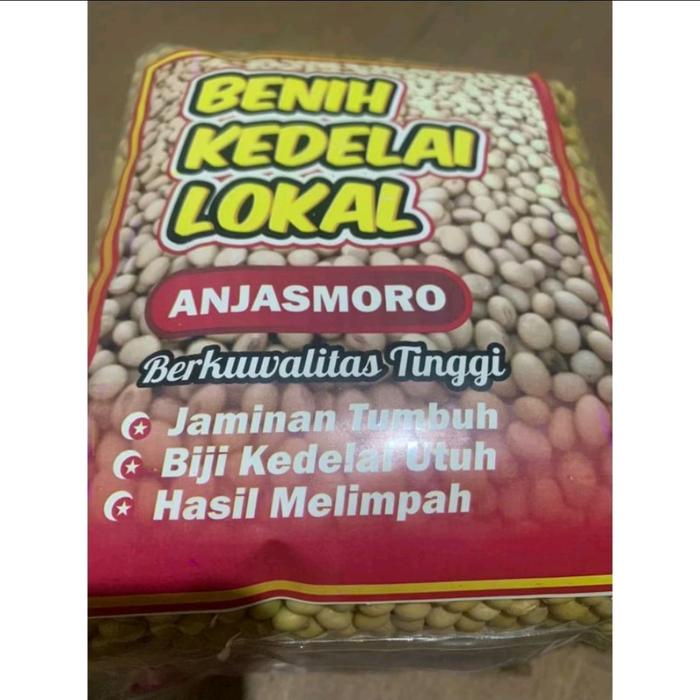 BENIH
KEDELAI
LOKAL
ANJASMORO
Berkuwalitas Tinggi
Jaminan Tumbuh
Biji Kedelai Utuh
Hasil Melimpah